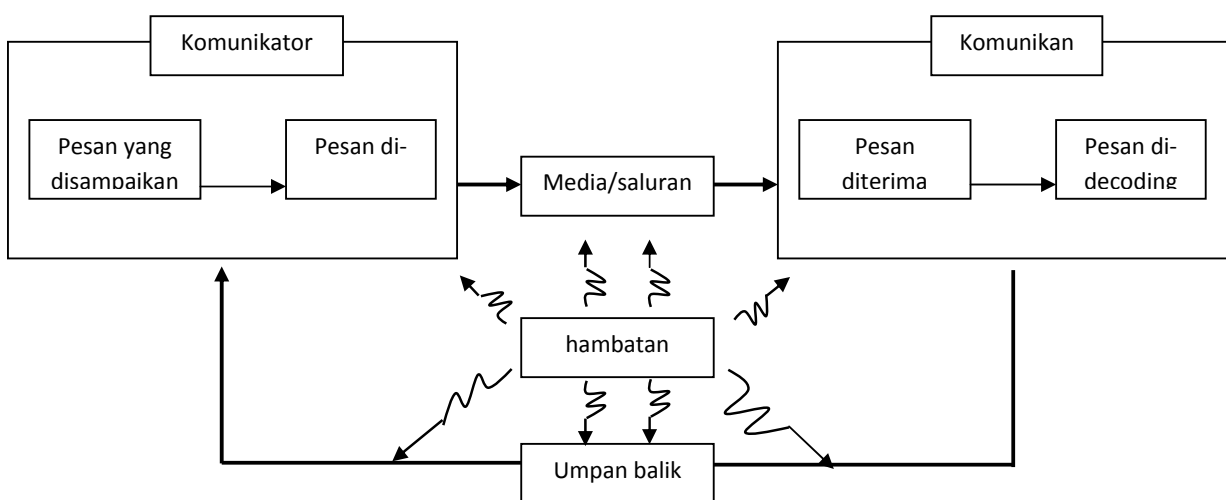 Komunikator
Komunikan
Pesan yang
disampaikan
Pesan di-
Media/saluran
Pesan
diterima
Pesan di-
decoding
hambatan
Umpan balik